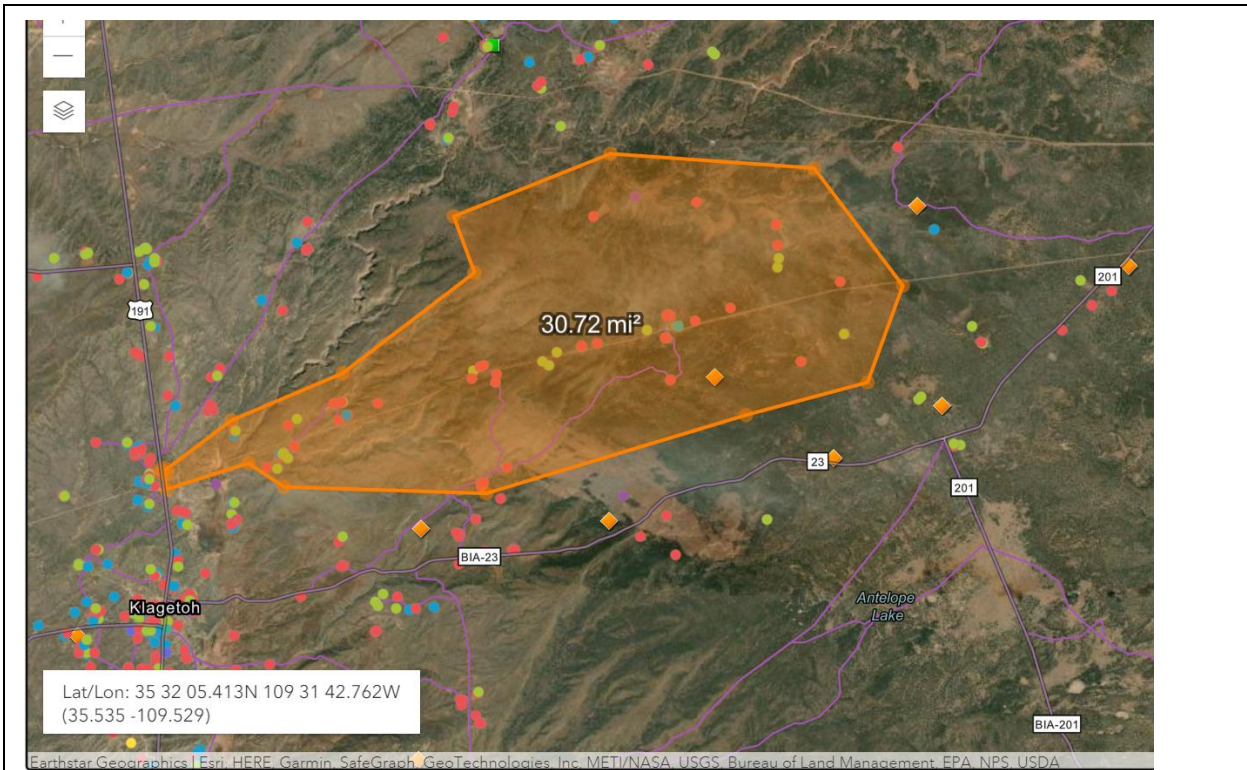 191
201
30.72 mi²
23
201
BIA-23
Klagetoh
Antelope
Lake
Lat/Lon: 35 32 05.413N 109 31 42.762W
(35.535 -109.529)
BIA-201
Earthstar Geographics | Esri, HERE, Garmin, SafeGraph, GeoTechnologies, Inc, METI/NASA, USGS, Bureau of Land Management, EPA, NPS, USDA